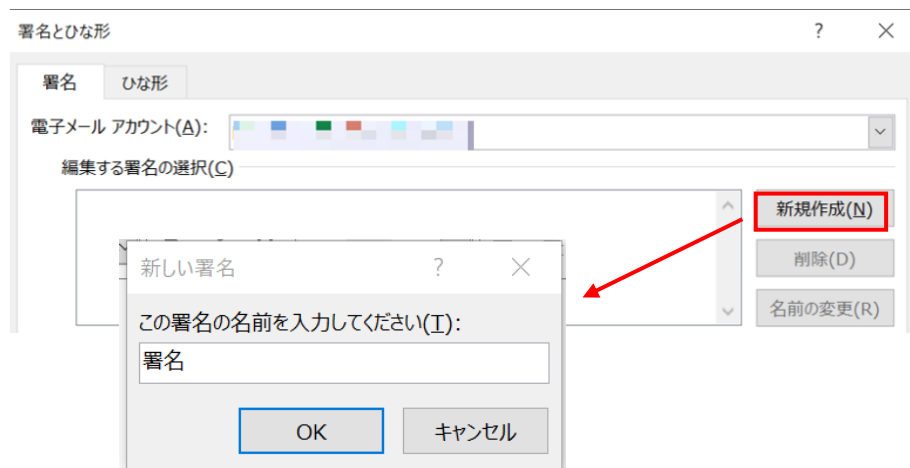 署名とひな形 ?
署名 ひな形
電子メール アカウント(A):
編集する署名の選択(C)
新規作成(N)
削除(D)
名前の変更(R)
新しい署名 ?
この署名の名前を入力してください(T):
署名
OK キャンセル